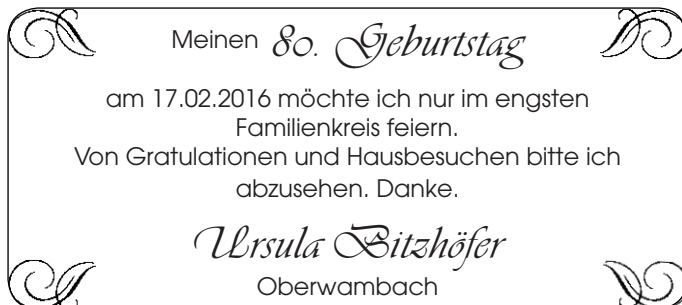 Meinen 80. Geburtstag
am 17.02.2016 möchte ich nur im engsten
Familienkreis feiern.
Von Gratulationen und Hausbesuchen bitte ich
abzusehen. Danke.
Ursula Bitzhöfer
Oberwambach